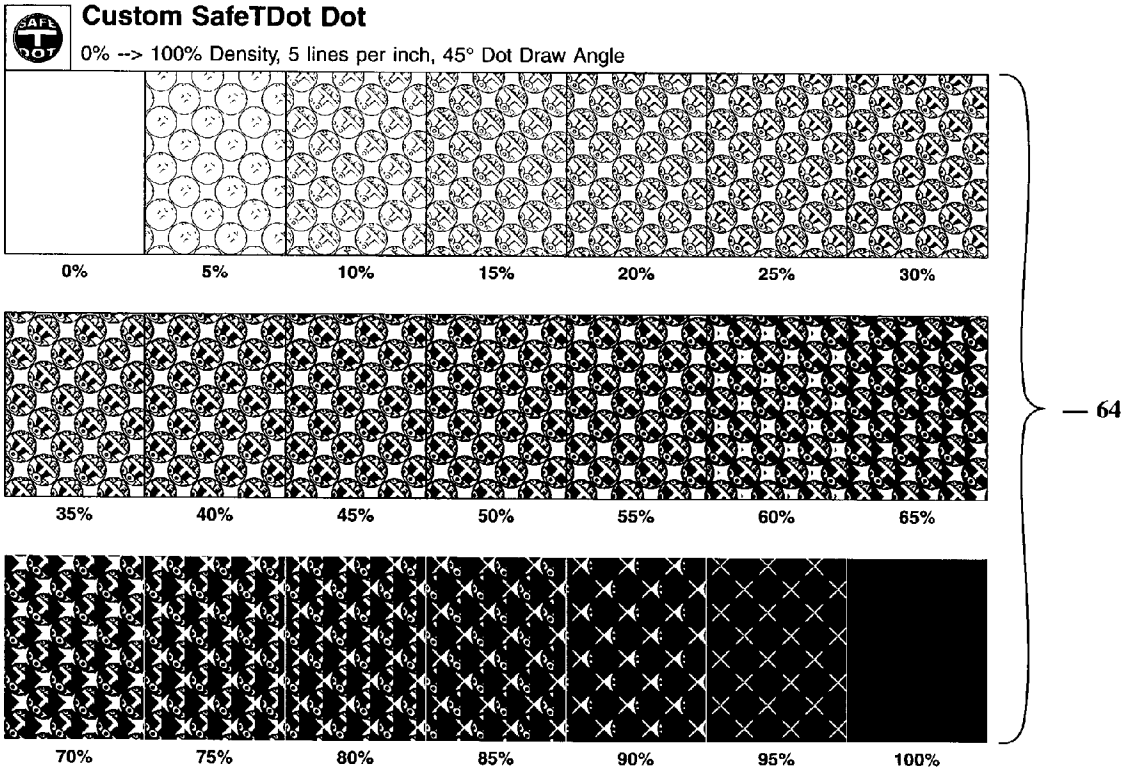 SAFE
T
DOT
Custom SafeTDot Dot
0% --> 100% Density, 5 lines per inch, 45° Dot Draw Angle
0% 5% 10% 15% 20% 25% 30%
35% 40% 45% 50% 55% 60% 65%
— 64
70% 75% 80% 85% 90% 95% 100%